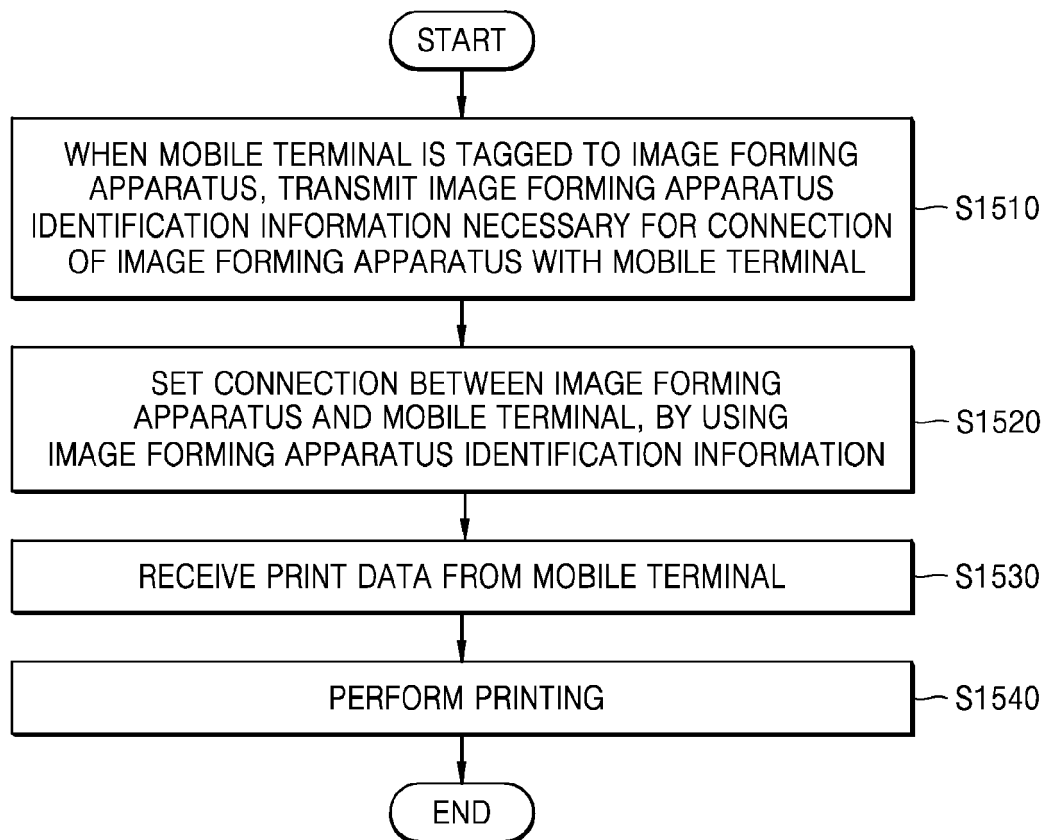 START
WHEN MOBILE TERMINAL IS TAGGED TO IMAGE FORMING
APPARATUS, TRANSMIT IMAGE FORMING APPARATUS
IDENTIFICATION INFORMATION NECESSARY FOR CONNECTION
OF IMAGE FORMING APPARATUS WITH MOBILE TERMINAL
S1510
SET CONNECTION BETWEEN IMAGE FORMING
APPARATUS AND MOBILE TERMINAL, BY USING
IMAGE FORMING APPARATUS IDENTIFICATION INFORMATION
S1520
RECEIVE PRINT DATA FROM MOBILE TERMINAL
S1530
PERFORM PRINTING
S1540
END